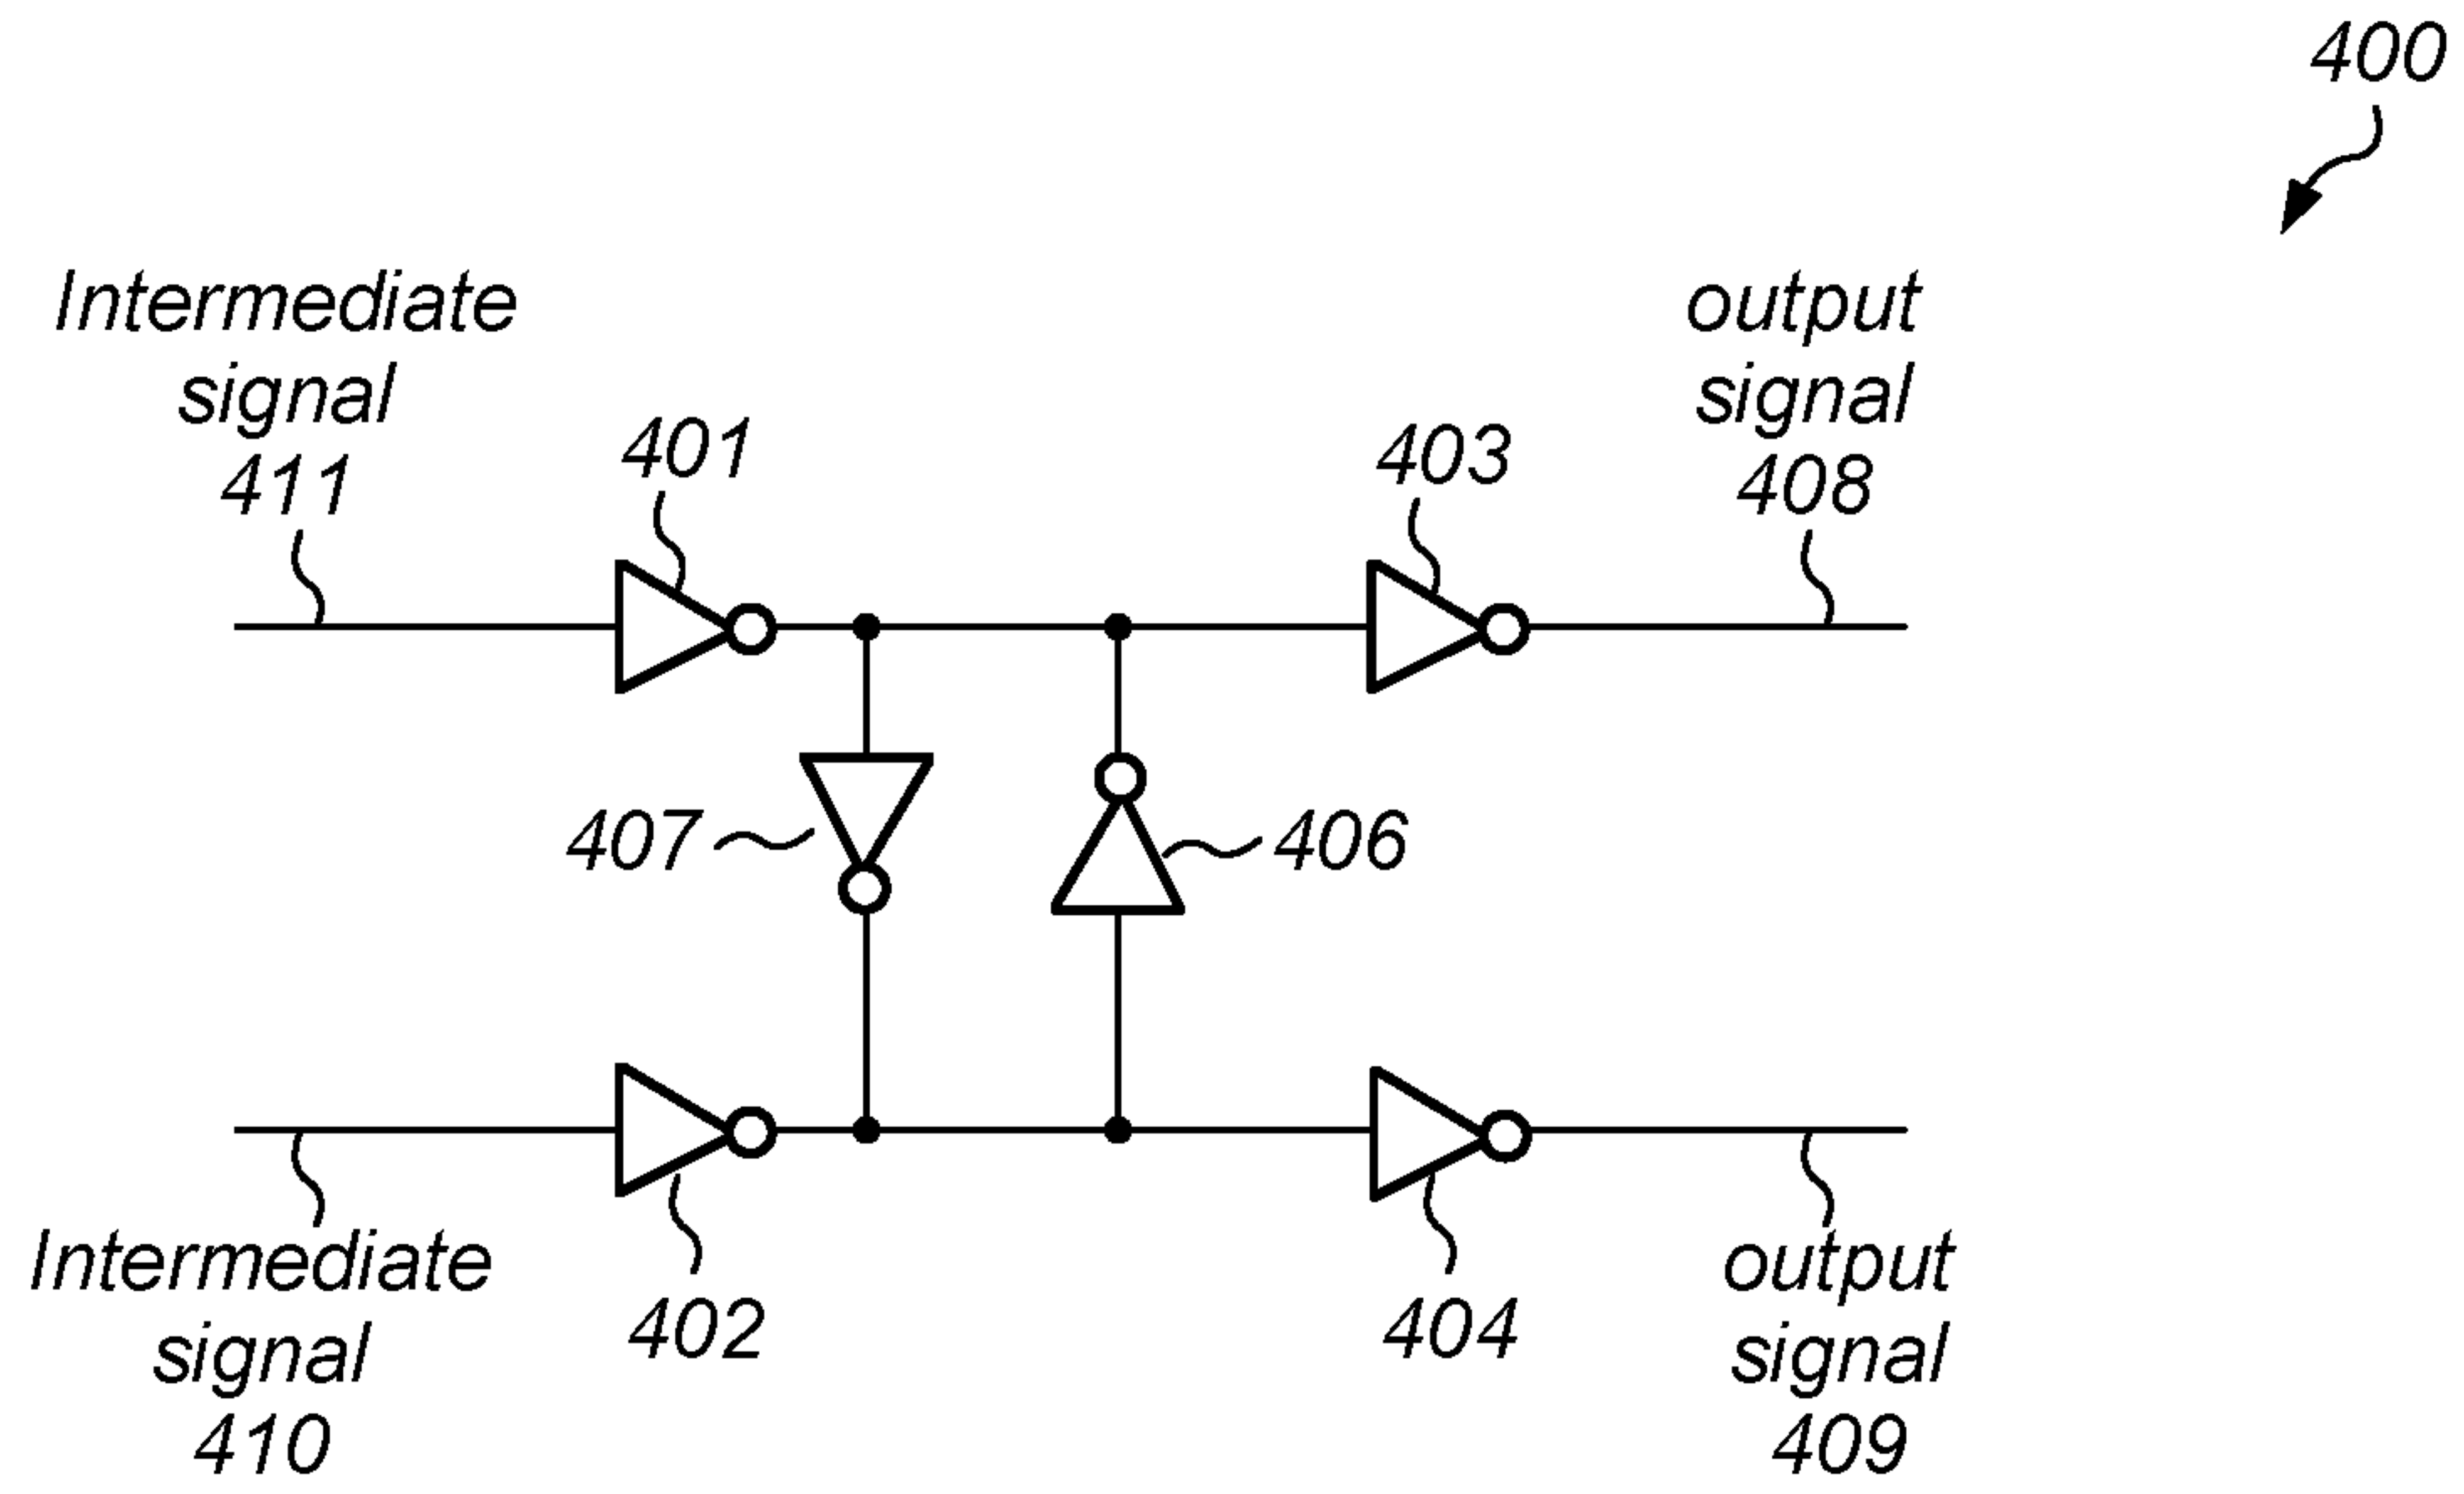 400
Intermediate
signal
411
401
403
output
signal
408
407
406
Intermediate
signal
410
402
404
output
signal
409